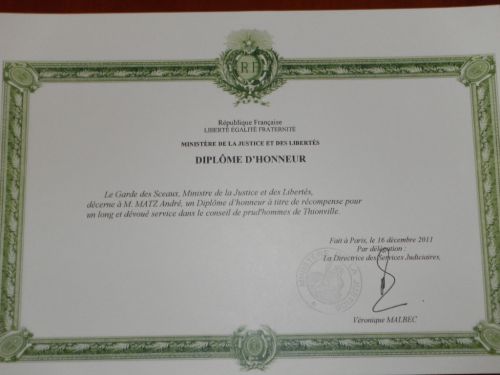 RF
République Française
LIBERTÉ ÉGALITÉ FRATERNITÉ
MINISTÈRE DE LA JUSTICE ET DES LIBERTÉS
DIPLÔME D'HONNEUR
Le Garde des Sceaux, Ministre de la Justice et des Libertés,
décerne à M. MATZ André, un Diplôme d'honneur à titre de récompense pour
un long et dévoué service dans le conseil de prud'hommes de Thionville.
Fait à Paris, le 16 décembre 2011
Par délégation :
La Directrice des Services Judiciaires,
Véronique MALBEC